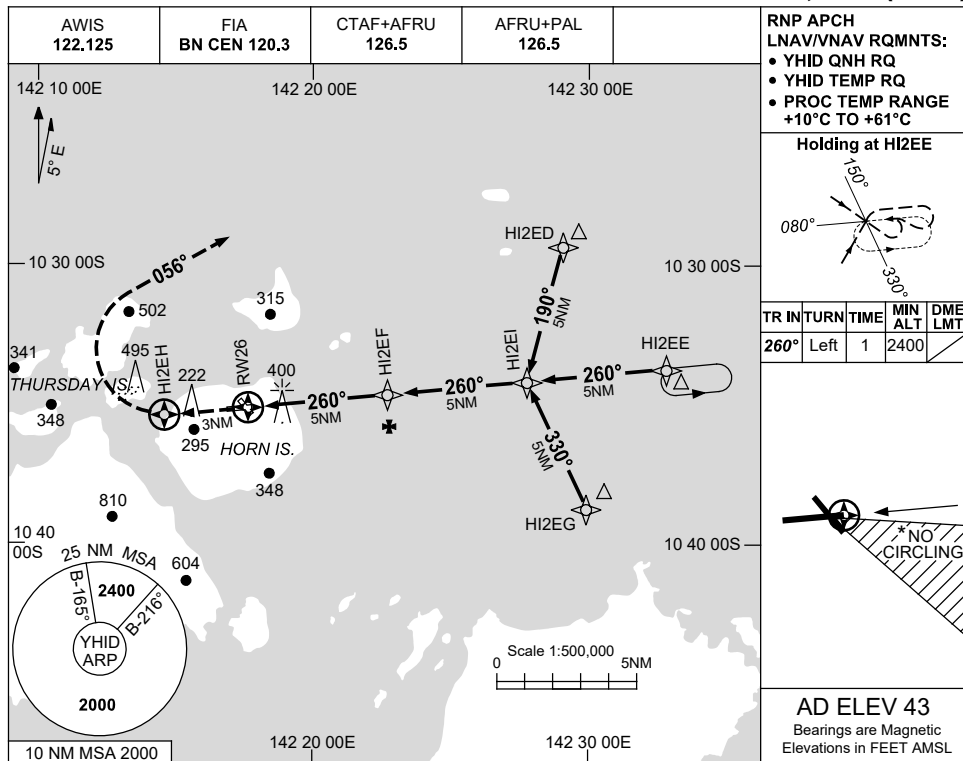 AWIS
122.125
FIA
BN CEN 120.3
CTAF+AFRU
126.5
AFRU+PAL
126.5
RNP APCH
LNAV/VNAV RQMNTS:
• YHID QNH RQ
• YHID TEMP RQ
• PROC TEMP RANGE
+10°C TO +61°C
142 10 00E
142 20 00E
142 30 00E
5° E
Holding at HI2EE
150°
080°
330°
TR IN
TURN
TIME
MIN
ALT
DME
LMT
260°
Left
1
2400
HI2ED
10 30 00S
10 30 00S
056°
502
315
190°
5NM
HI2EF
HI2EI
HI2EE
341
495
HI2EH
222
RW26
400
THURSDAY IS.
260°
5NM
260°
5NM
260°
5NM
348
3NM
295
HORN IS.
330°
5NM
348
HI2EG
810
10 40
00S
10 40 00S
*NO
CIRCLING
25 NM MSA
604
B-165°
2400
B-216°
YHID
ARP
2000
Scale 1:500,000
0
5NM
AD ELEV 43
Bearings are Magnetic
Elevations in FEET AMSL
10 NM MSA 2000
142 20 00E
142 30 00E